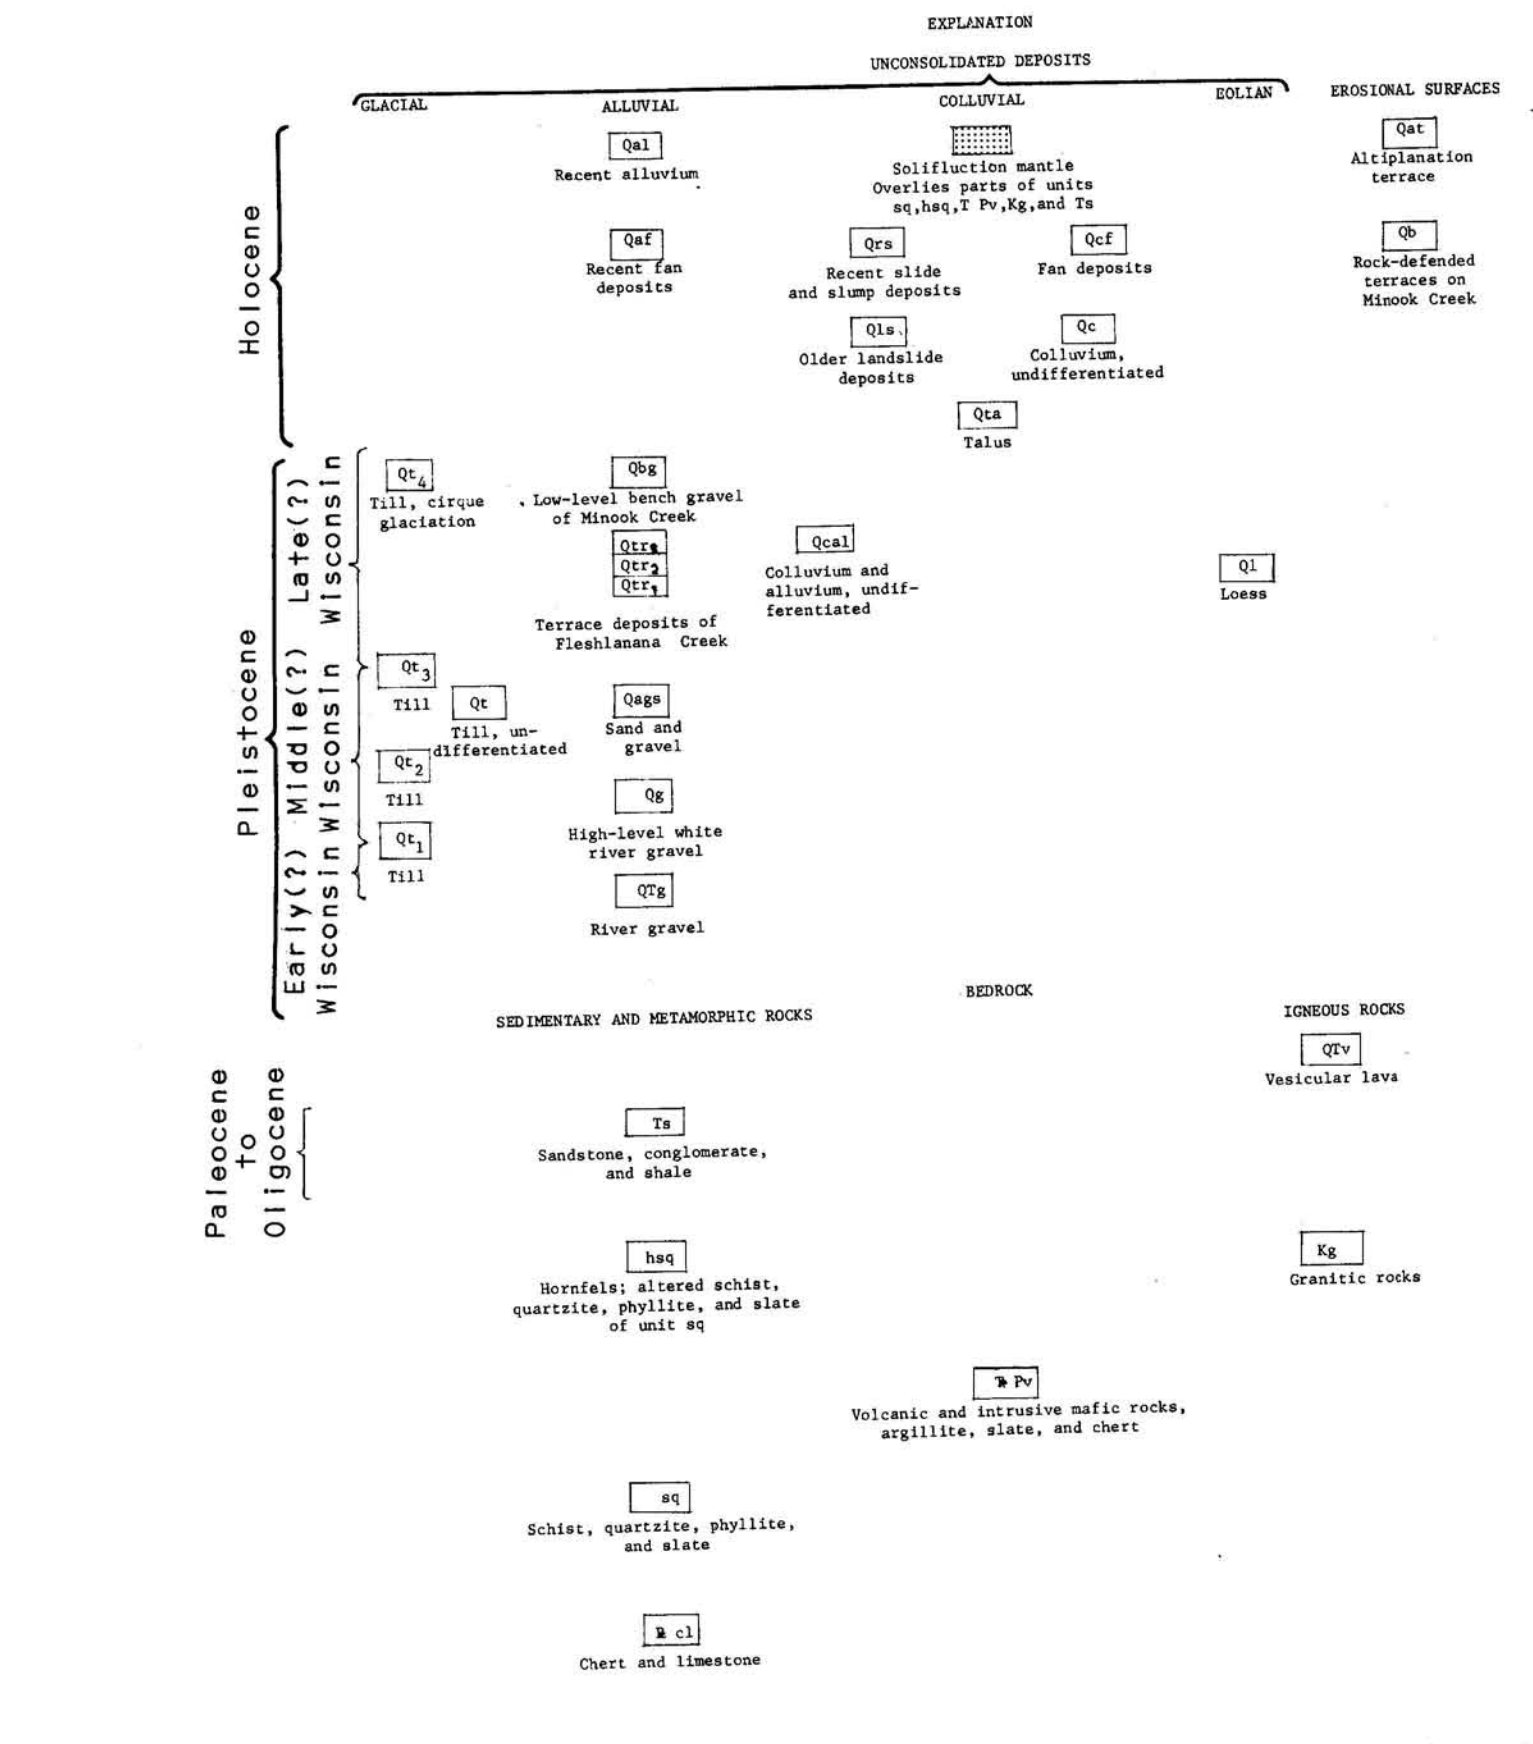 EXPLANATION
UNCONSOLIDATED DEPOSITS
GLACIAL
ALLUVIAL
COLLUVIAL
EOLIAN
EROSIONAL SURFACES
Holocene
Qal
Recent alluvium
Solifluction mantle
Overlies parts of units
sq,hsq,T Pv,Kg,and Ts
Qat
Altiplanation
terrace
Qaf
Recent fan
deposits
Qrs
Recent slide
and slump deposits
Qcf
Fan deposits
Qb
Rock-defended
terraces on
Minook Creek
Qls
Older landslide
deposits
Qc
Colluvium,
undifferentiated
Qta
Talus
Pleistocene
Late(?)
Wisconsin
Middle(?)
Wisconsin
Early(?)
Wisconsin
Qt4
Till, cirque
glaciation
Qbg
Low-level bench gravel
of Minook Creek
Qtr2
Qtr1
Terrace deposits of
Fleshlanana Creek
Qcal
Colluvium and
alluvium, undif-
ferentiated
Ql
Loess
Qt3
Till
Qt
Till, un-
differentiated
Qags
Sand and
gravel
Qt2
Till
Qg
High-level white
river gravel
Qt1
Till
QTg
River gravel
BEDROCK
SEDIMENTARY AND METAMORPHIC ROCKS
IGNEOUS ROCKS
QTv
Vesicular lava
Paleocene
to
Oligocene
Ts
Sandstone, conglomerate,
and shale
hsq
Hornfels; altered schist,
quartzite, phyllite, and slate
of unit sq
Kg
Granitic rocks
Pv
Volcanic and intrusive mafic rocks,
argillite, slate, and chert
sq
Schist, quartzite, phyllite,
and slate
cl
Chert and limestone